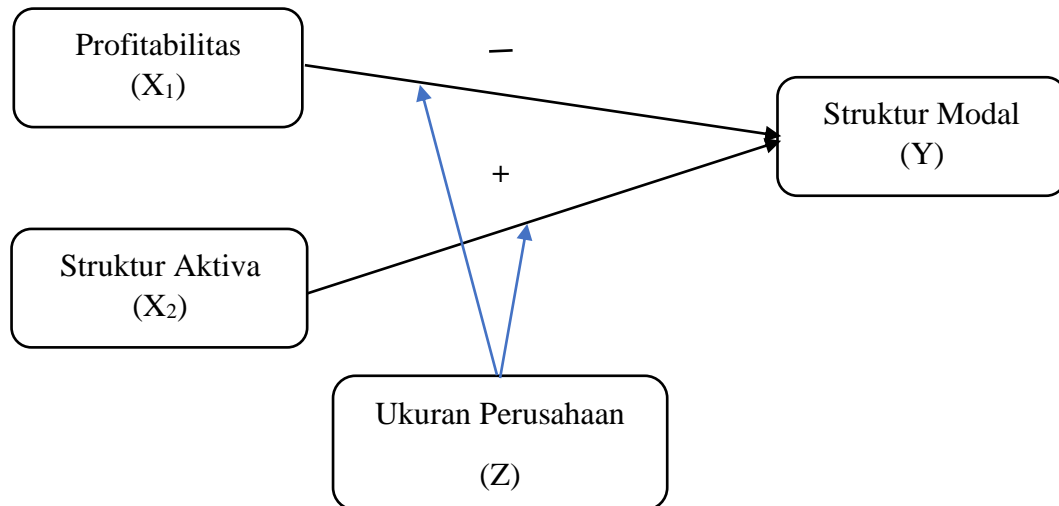 Profitabilitas
(X₁)
–
Struktur Modal
(Y)
+
Struktur Aktiva
(X₂)
Ukuran Perusahaan
(Z)